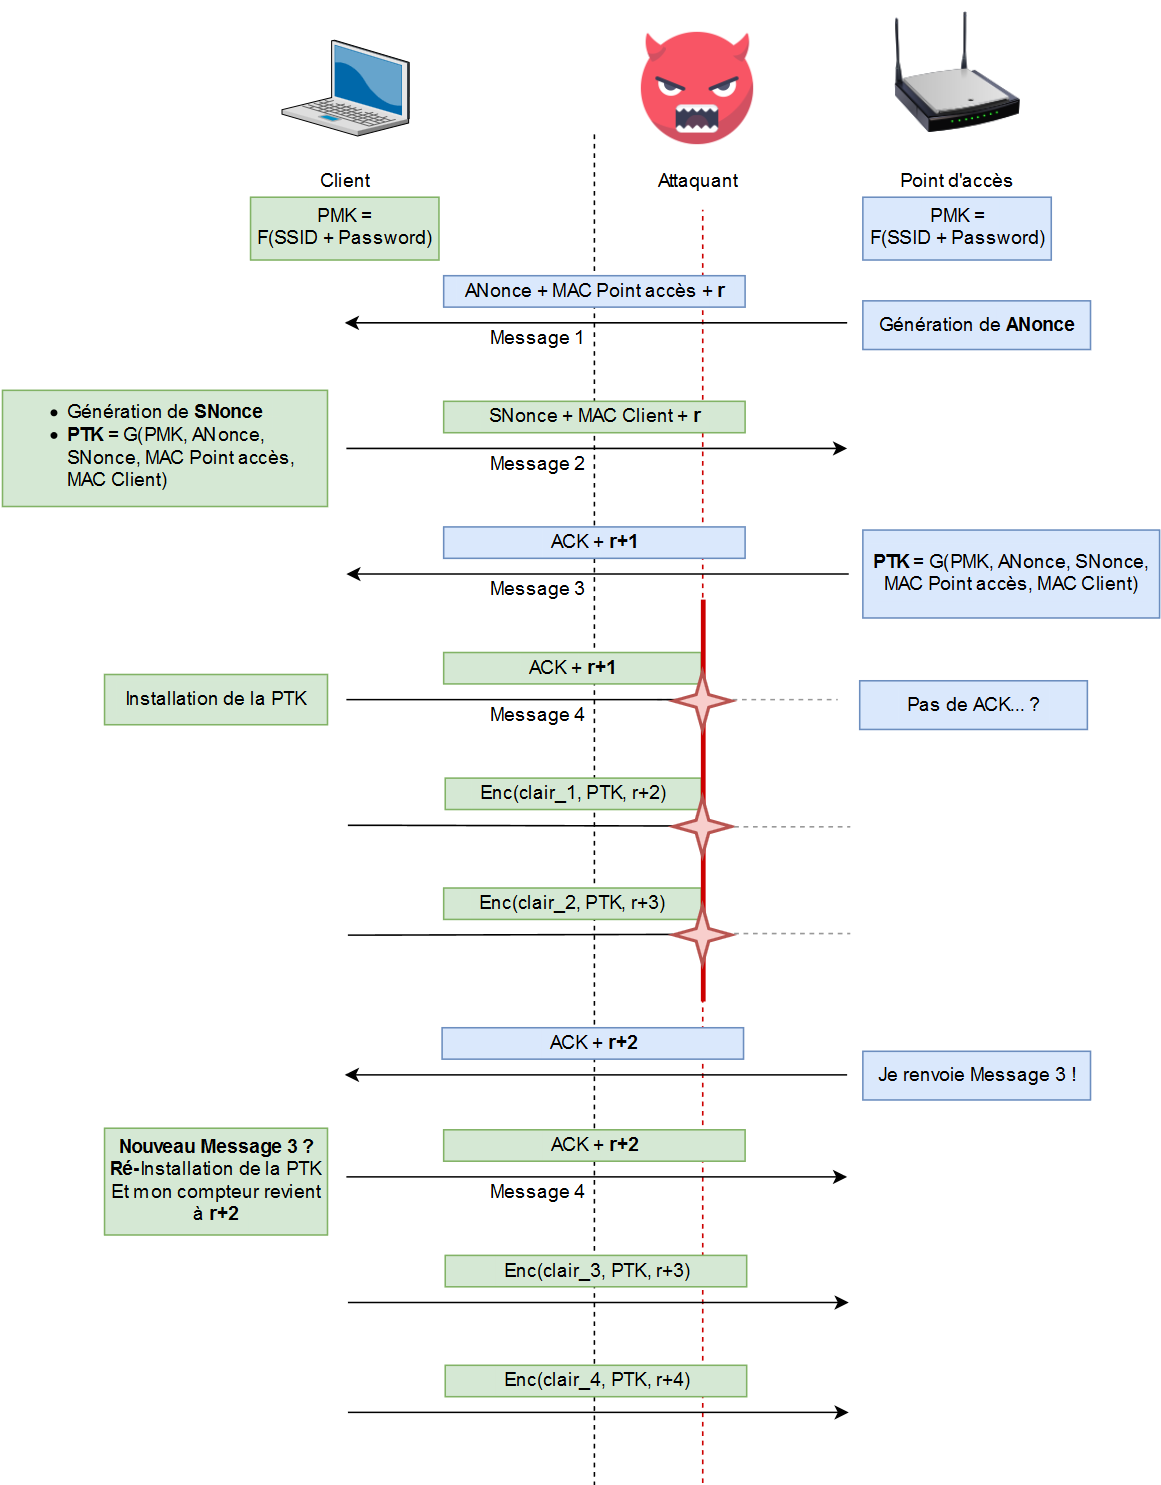 Client
Attaquant
Point d'accès
PMK =
F(SSID + Password)
PMK =
F(SSID + Password)
ANonce + MAC Point accès + r
Message 1
Génération de ANonce
• Génération de SNonce
• PTK = G(PMK, ANonce,
SNonce, MAC Point accès,
MAC Client)
SNonce + MAC Client + r
Message 2
ACK + r+1
Message 3
PTK = G(PMK, ANonce, SNonce,
MAC Point accès, MAC Client)
Installation de la PTK
ACK + r+1
Message 4
Pas de ACK... ?
Enc(clair_1, PTK, r+2)
Enc(clair_2, PTK, r+3)
ACK + r+2
Je renvoie Message 3 !
Nouveau Message 3 ?
Ré-Installation de la PTK
Et mon compteur revient
à r+2
ACK + r+2
Message 4
Enc(clair_3, PTK, r+3)
Enc(clair_4, PTK, r+4)